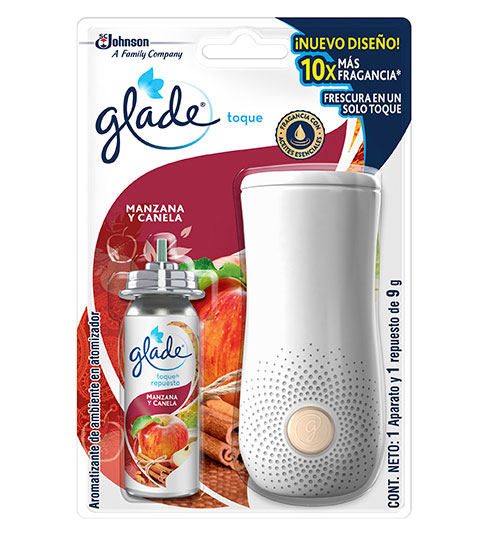 SC Johnson
A Family Company
glade®
toque
¡NUEVO DISEÑO!
10x MÁS
FRAGANCIA*
FRESCURA EN UN
SOLO TOQUE
FRAGANCIA CON
ACEITES ESENCIALES
MANZANA
Y CANELA
glade
toque
repuesto
MANZANA
Y CANELA
g
Aromatizante de ambiente en atomizador
CONT. NETO: 1 Aparato y 1 repuesto de 9 g